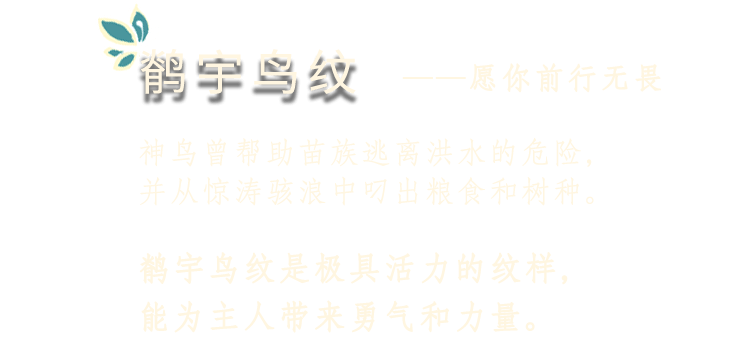 鹡宇鸟纹 ——愿你前行无畏
神鸟曾帮助苗族逃离洪水的危险，
并从惊涛骇浪中叼出粮食和树种。
鹡宇鸟纹是极具活力的纹样，
能为主人带来勇气和力量。